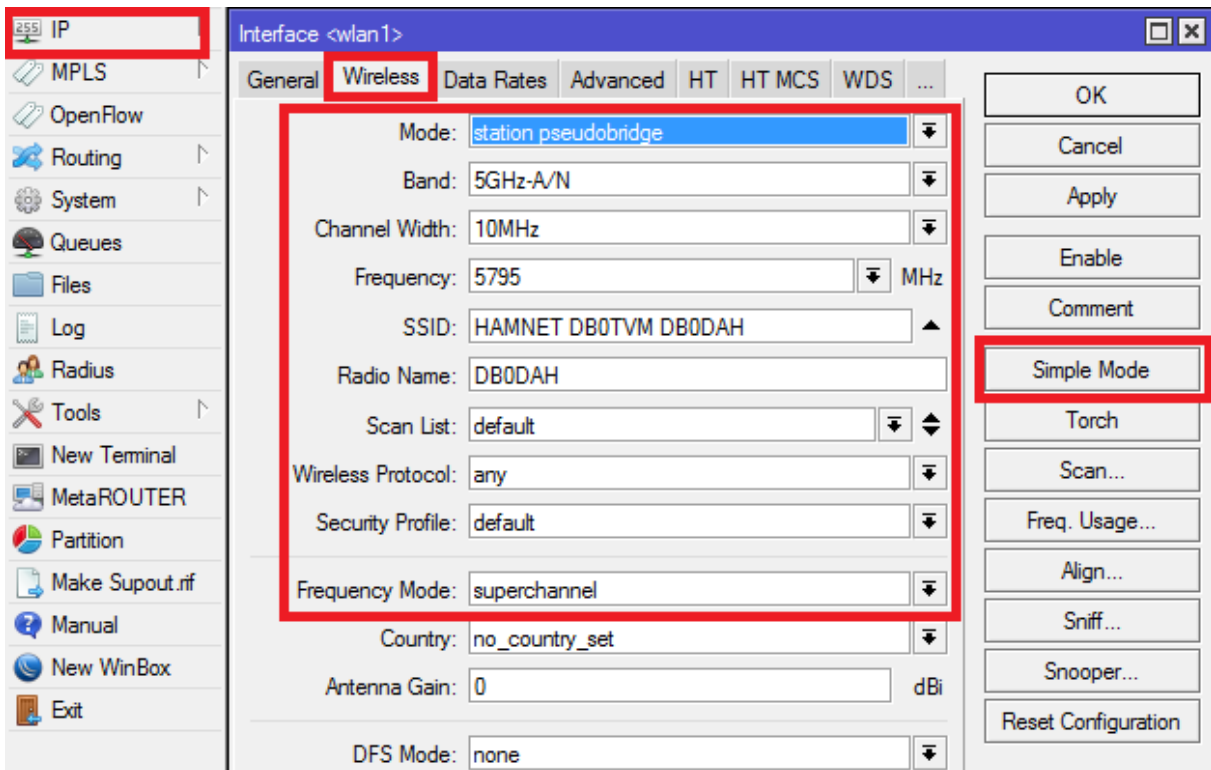 255 IP
MPLS
OpenFlow
Routing
System
Queues
Files
Log
Radius
Tools
New Terminal
MetaROUTER
Partition
Make Supout.rif
Manual
New WinBox
Exit
Interface <wlan1>
General Wireless Data Rates Advanced HT HT MCS WDS ...
Mode: station pseudobridge
Band: 5GHz-A/N
Channel Width: 10MHz
Frequency: 5795 MHz
SSID: HAMNET DB0TVM DB0DAH
Radio Name: DB0DAH
Scan List: default
Wireless Protocol: any
Security Profile: default
Frequency Mode: superchannel
Country: no_country_set
Antenna Gain: 0 dBi
DFS Mode: none
OK
Cancel
Apply
Enable
Comment
Simple Mode
Torch
Scan...
Freq. Usage...
Align...
Sniff...
Snooper...
Reset Configuration